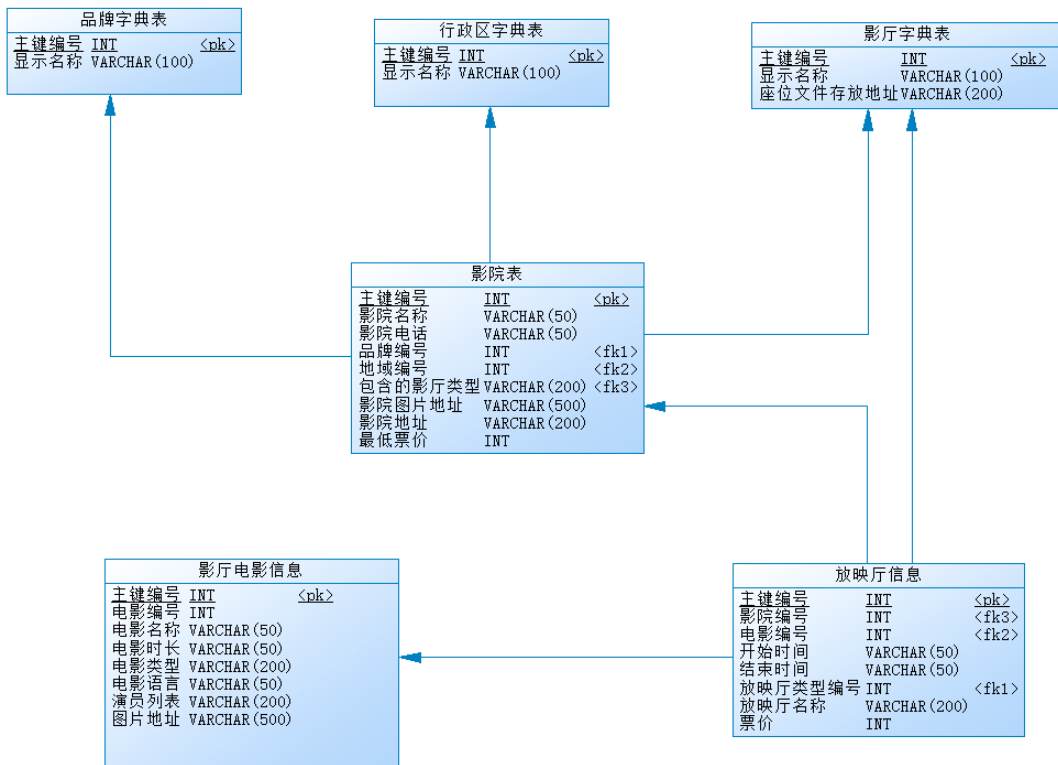 品牌字典表
主键编号 INT <pk>
显示名称 VARCHAR(100)
行政区字典表
主键编号 INT <pk>
显示名称 VARCHAR(100)
影厅字典表
主键编号 INT <pk>
显示名称 VARCHAR(100)
座位文件存放地址 VARCHAR(200)
影院表
主键编号 INT <pk>
影院名称 VARCHAR(50)
影院电话 VARCHAR(50)
品牌编号 INT <fk1>
地域编号 INT <fk2>
包含的影厅类型 VARCHAR(200) <fk3>
影院图片地址 VARCHAR(500)
影院地址 VARCHAR(200)
最低票价 INT
影厅电影信息
主键编号 INT <pk>
电影编号 INT
电影名称 VARCHAR(50)
电影时长 VARCHAR(50)
电影类型 VARCHAR(200)
电影语言 VARCHAR(50)
演员列表 VARCHAR(200)
图片地址 VARCHAR(500)
放映厅信息
主键编号 INT <pk>
影院编号 INT <fk3>
电影编号 INT <fk2>
开始时间 VARCHAR(50)
结束时间 VARCHAR(50)
放映厅类型编号 INT <fk1>
放映厅名称 VARCHAR(200)
票价 INT